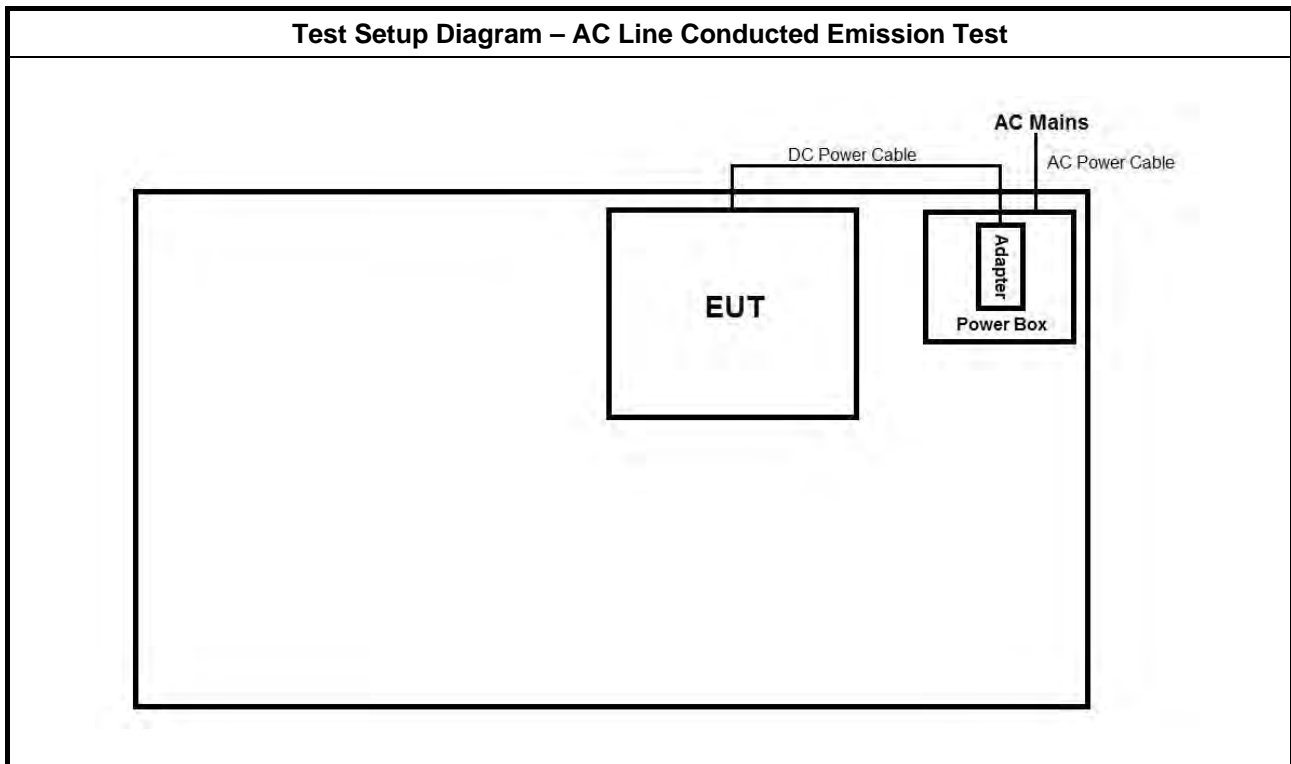 Test Setup Diagram – AC Line Conducted Emission Test
AC Mains
DC Power Cable
AC Power Cable
Adapter
EUT
Power Box